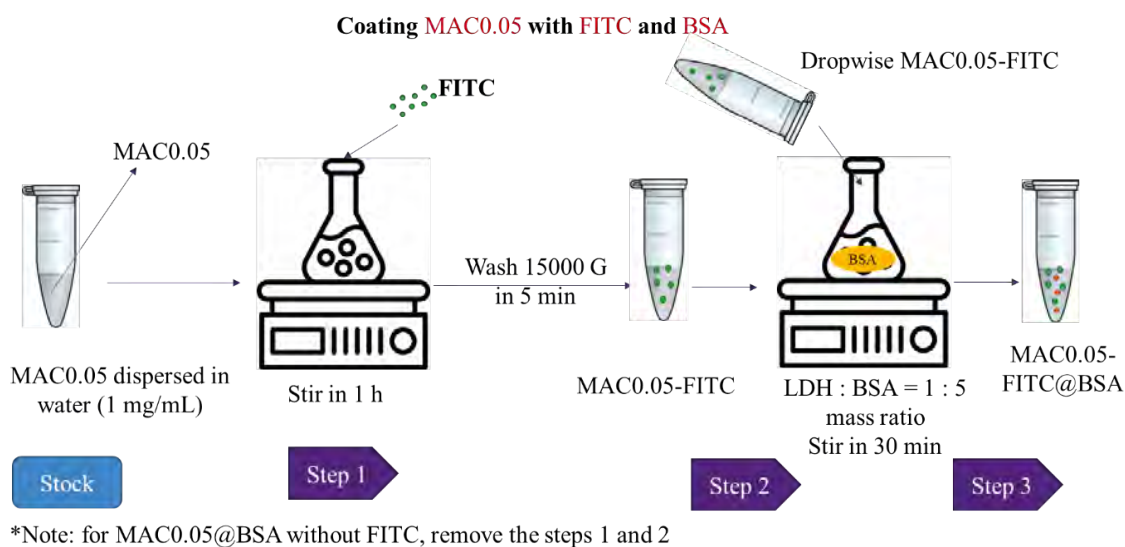 Coating MAC0.05 with FITC and BSA
Dropwise MAC0.05-FITC
FITC
MAC0.05
BSA
Wash 15000 G
in 5 min
MAC0.05 dispersed in
water (1 mg/mL)
Stir in 1 h
MAC0.05-FITC
LDH : BSA = 1 : 5
mass ratio
Stir in 30 min
MAC0.05-
FITC@BSA
Stock
Step 1
Step 2
Step 3
*Note: for MAC0.05@BSA without FITC, remove the steps 1 and 2